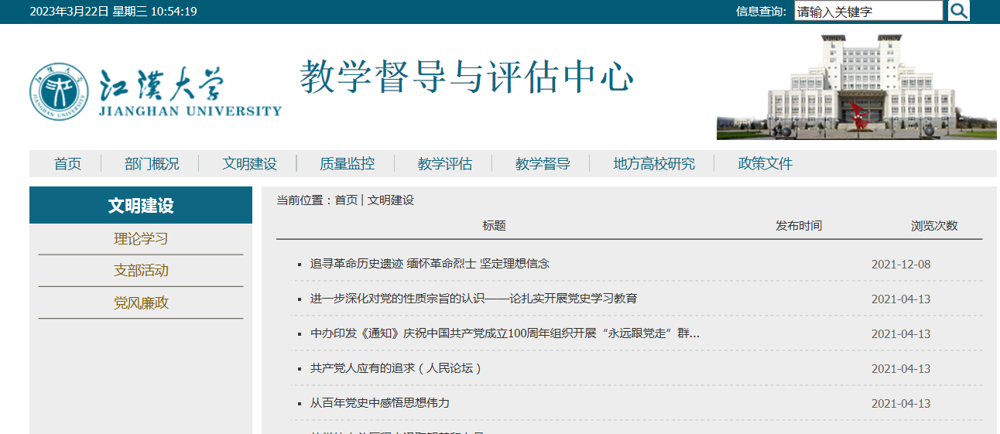 2023年3月22日 星期三 10:54:19
信息查询: 请输入关键字
江漢大学
JIANGHAN UNIVERSITY
教学督导与评估中心
首页 部门概况 文明建设 质量监控 教学评估 教学督导 地方高校研究 政策文件
文明建设
理论学习
支部活动
党风廉政
当前位置：首页 | 文明建设
标题 发布时间 浏览次数
追寻革命历史遗迹 缅怀革命烈士 坚定理想信念 2021-12-08
进一步深化对党的性质宗旨的认识——论扎实开展党史学习教育 2021-04-13
中办印发《通知》庆祝中国共产党成立100周年组织开展“永远跟党走”群... 2021-04-13
共产党人应有的追求（人民论坛） 2021-04-13
从百年党史中感悟思想伟力 2021-04-13